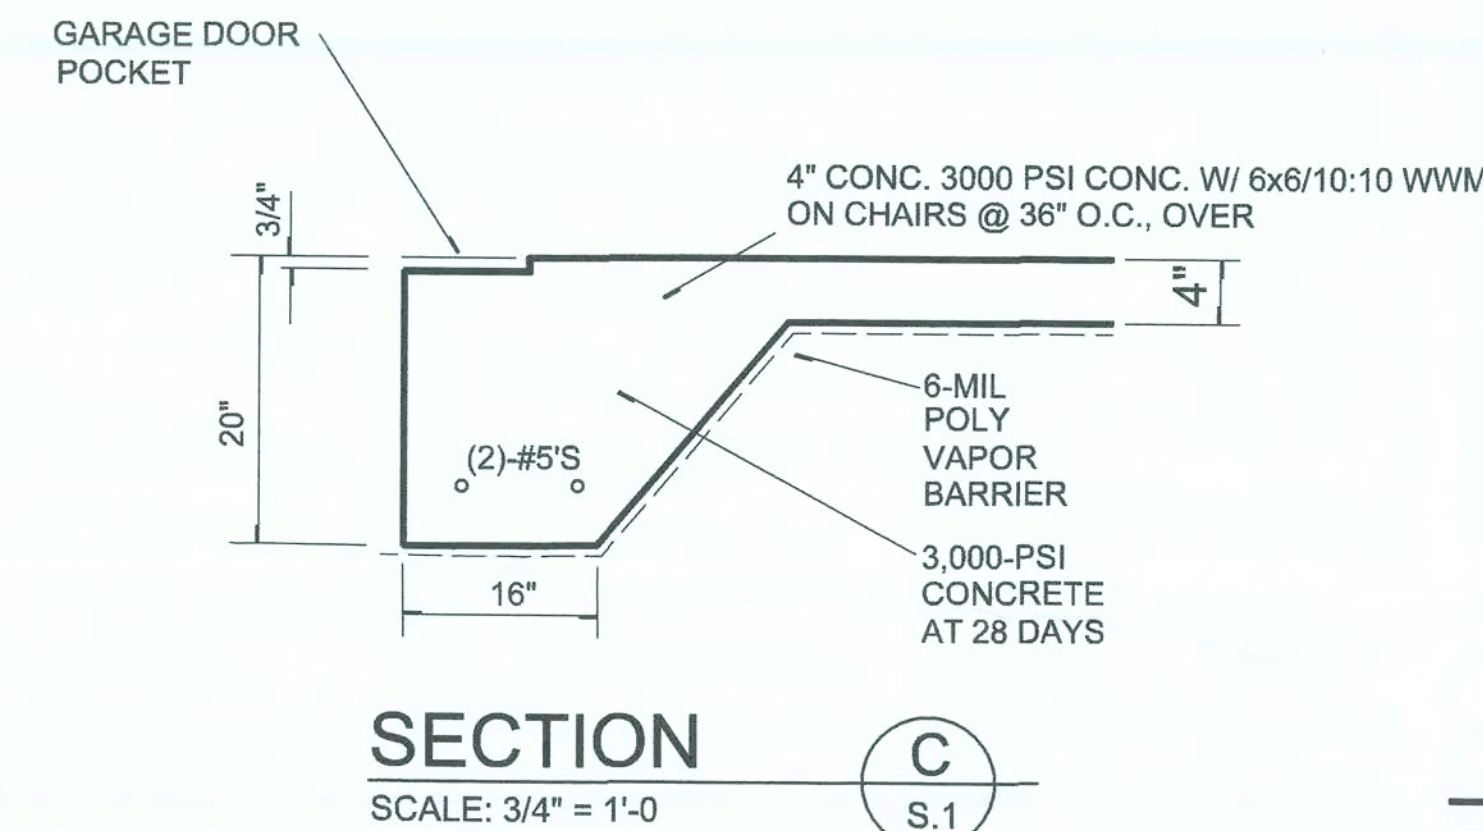 GARAGE DOOR
POCKET
3/4"
4" CONC. 3000 PSI CONC. W/ 6x6/10:10 WWM
ON CHAIRS @ 36" O.C., OVER
4"
20"
6-MIL
POLY
VAPOR
BARRIER
(2)-#5'S
3,000-PSI
CONCRETE
AT 28 DAYS
16"
SECTION
SCALE: 3/4" = 1'-0
C
S.1